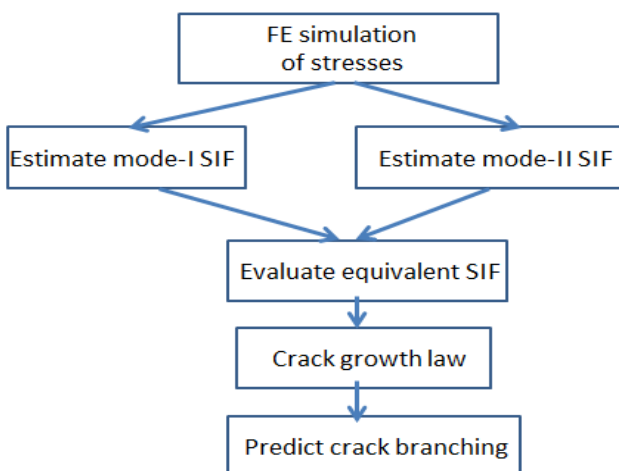 FE simulation
of stresses
Estimate mode-I SIF
Estimate mode-II SIF
Evaluate equivalent SIF
Crack growth law
Predict crack branching